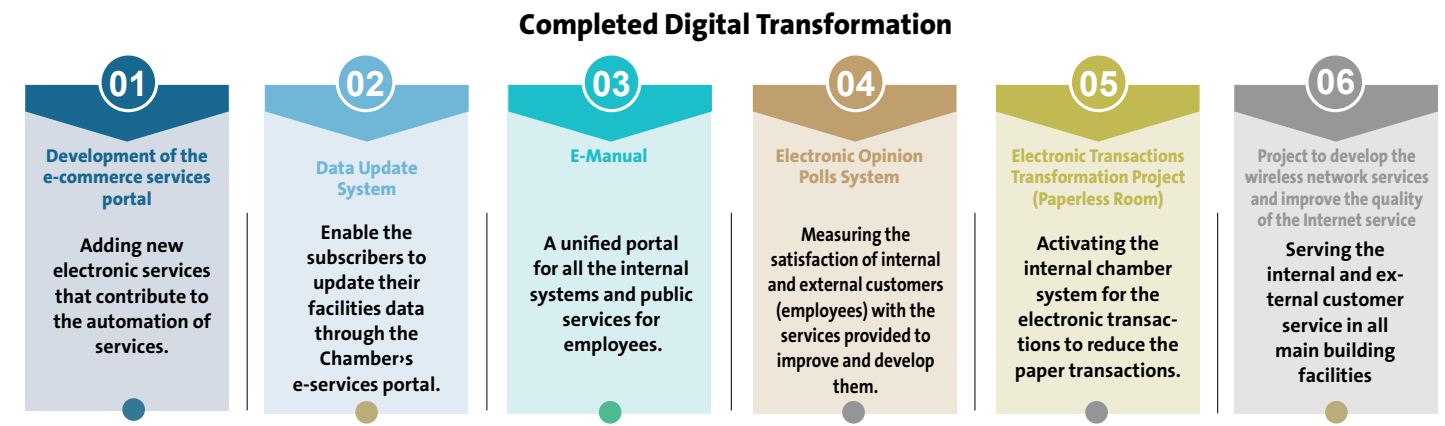 Completed Digital Transformation
01
Development of the
e-commerce services
portal
Adding new
electronic services
that contribute to
the automation of
services.
02
Data Update
System
Enable the
subscribers to
update their
facilities data
through the
Chamber›s
e-services portal.
03
E-Manual
A unified portal
for all the internal
systems and public
services for
employees.
04
Electronic Opinion
Polls System
Measuring the
satisfaction of internal
and external customers
(employees) with the
services provided to
improve and develop
them.
05
Electronic Transactions
Transformation Project
(Paperless Room)
Activating the
internal chamber
system for the
electronic transac-
tions to reduce the
paper transactions.
06
Project to develop the
wireless network services
and improve the quality
of the Internet service
Serving the
internal and ex-
ternal customer
service in all
main building
facilities